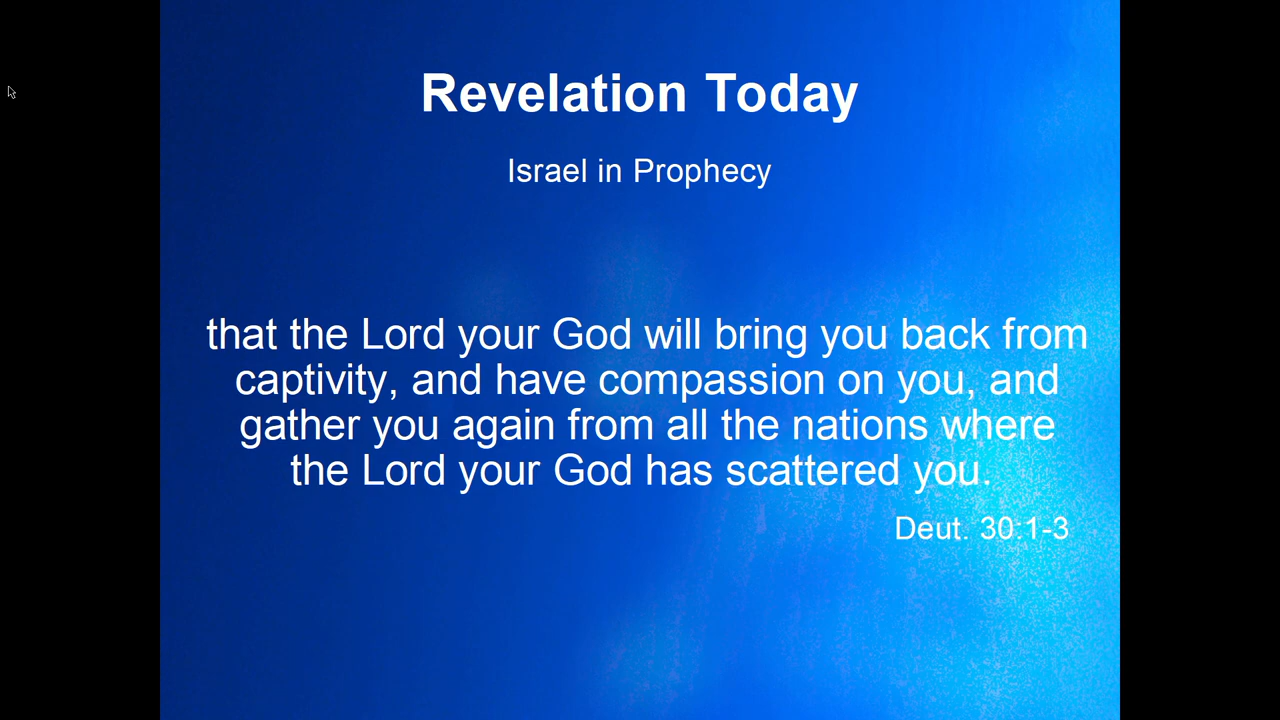 Revelation Today
Israel in Prophecy
that the Lord your God will bring you back from
captivity, and have compassion on you, and
gather you again from all the nations where
the Lord your God has scattered you.
Deut. 30:1-3